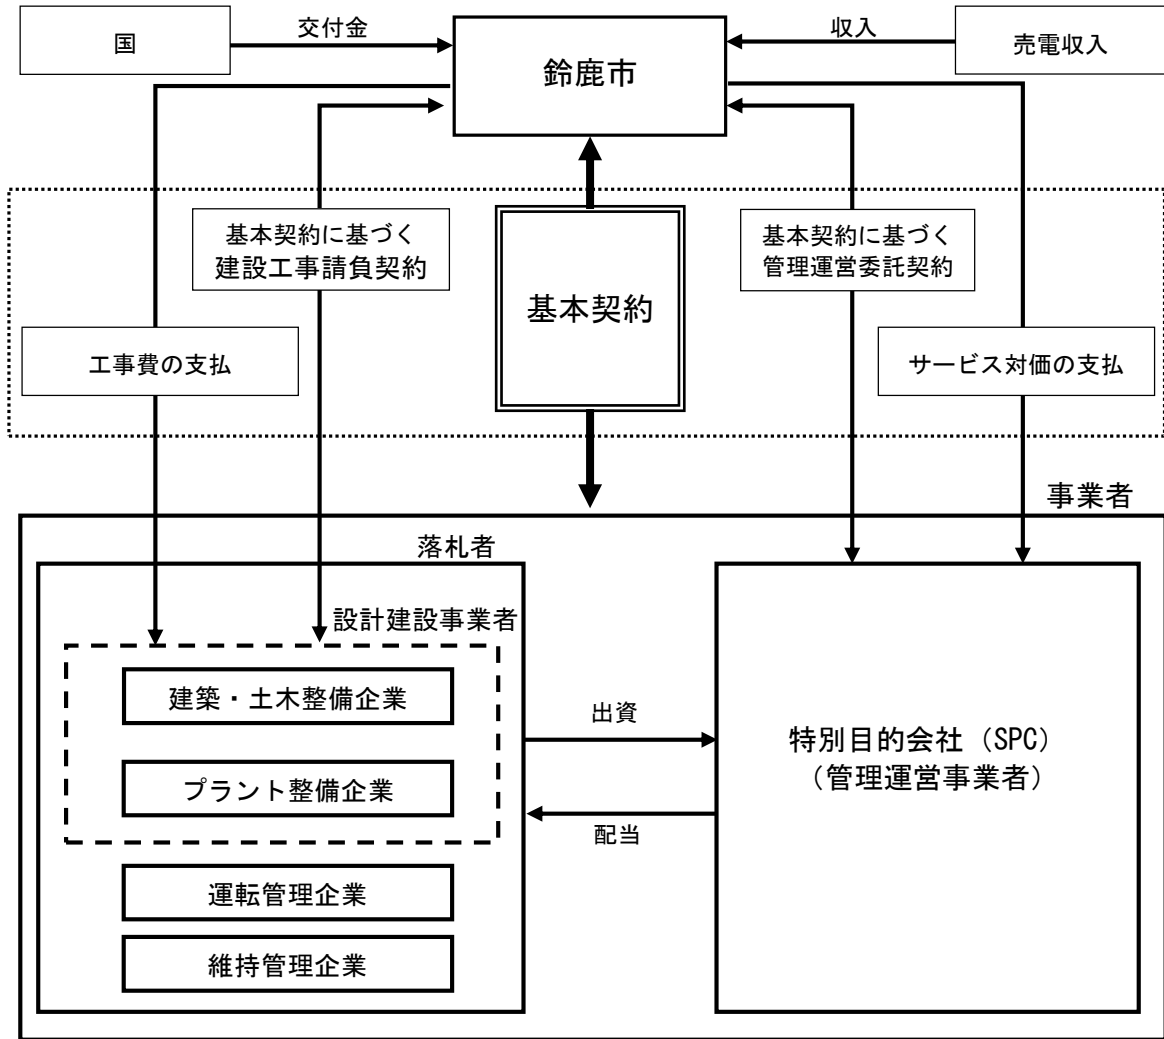 国
交付金
鈴鹿市
収入
売電収入
基本契約に基づく
建設工事請負契約
基本契約
基本契約に基づく
管理運営委託契約
工事費の支払
サービス対価の支払
事業者
落札者
設計建設事業者
建築・土木整備企業
プラント整備企業
運転管理企業
維持管理企業
出資
配当
特別目的会社（SPC）
（管理運営事業者）